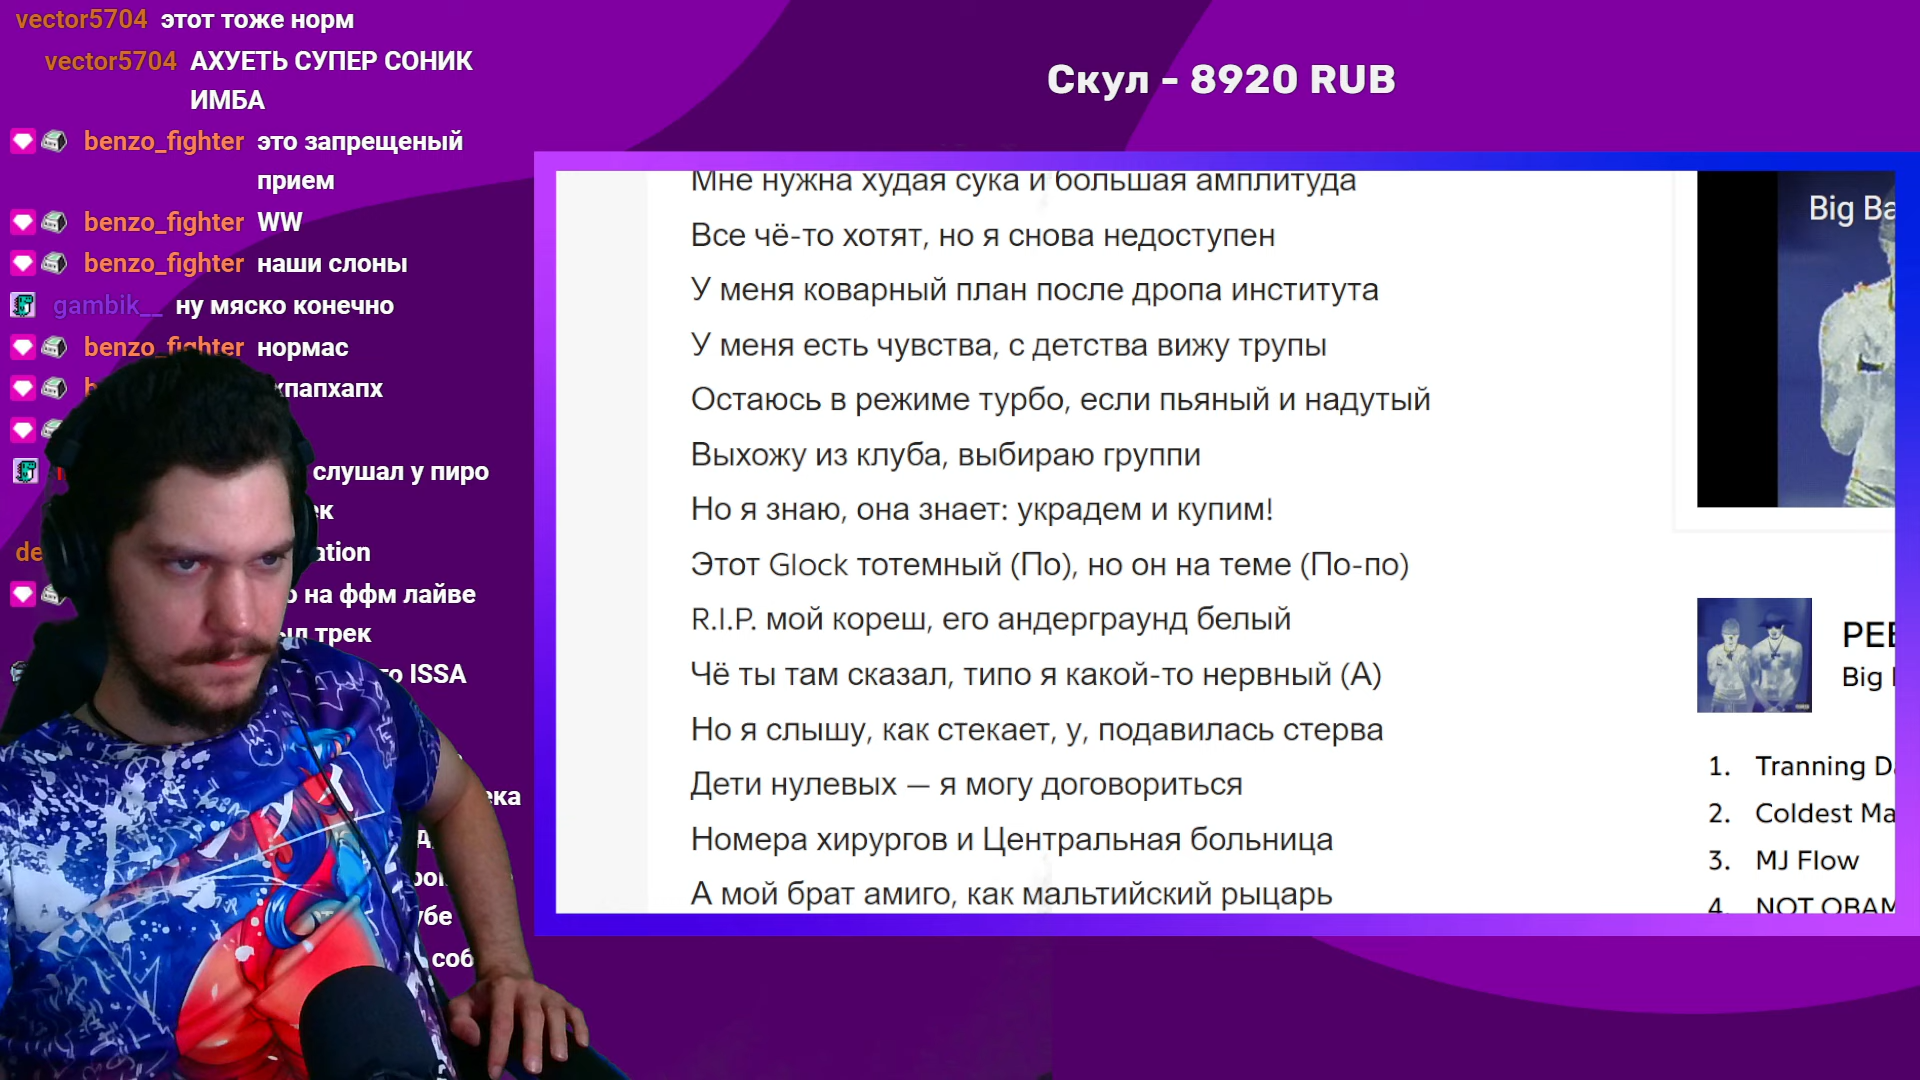 vector5704 этот тоже норм
vector5704 АХУЕТЬ СУПЕР СОНИК
ИМБА
benzo_fighter это запрещеный
прием
benzo_fighter WW
benzo_fighter наши слоны
gambik__ ну мяско конечно
benzo_fighter нормас
слушал у пиро
на ффм лайве
трек
ISSA
Скул - 8920 RUB
Мне нужна худая сука и большая амплитуда
Все чё-то хотят, но я снова недоступен
У меня коварный план после дропа института
У меня есть чувства, с детства вижу трупы
Остаюсь в режиме турбо, если пьяный и надутый
Выхожу из клуба, выбираю группи
Но я знаю, она знает: украдем и купим!
Этот Glock тотемный (По), но он на теме (По-по)
R.I.P. мой кореш, его андерграунд белый
Чё ты там сказал, типо я какой-то нервный (А)
Но я слышу, как стекает, у, подавилась стерва
Дети нулевых — я могу договориться
Номера хирургов и Центральная больница
А мой брат амиго, как мальтийский рыцарь
Big
Big
1. Tranning
2. Coldest
3. MJ Flow
4. NOT